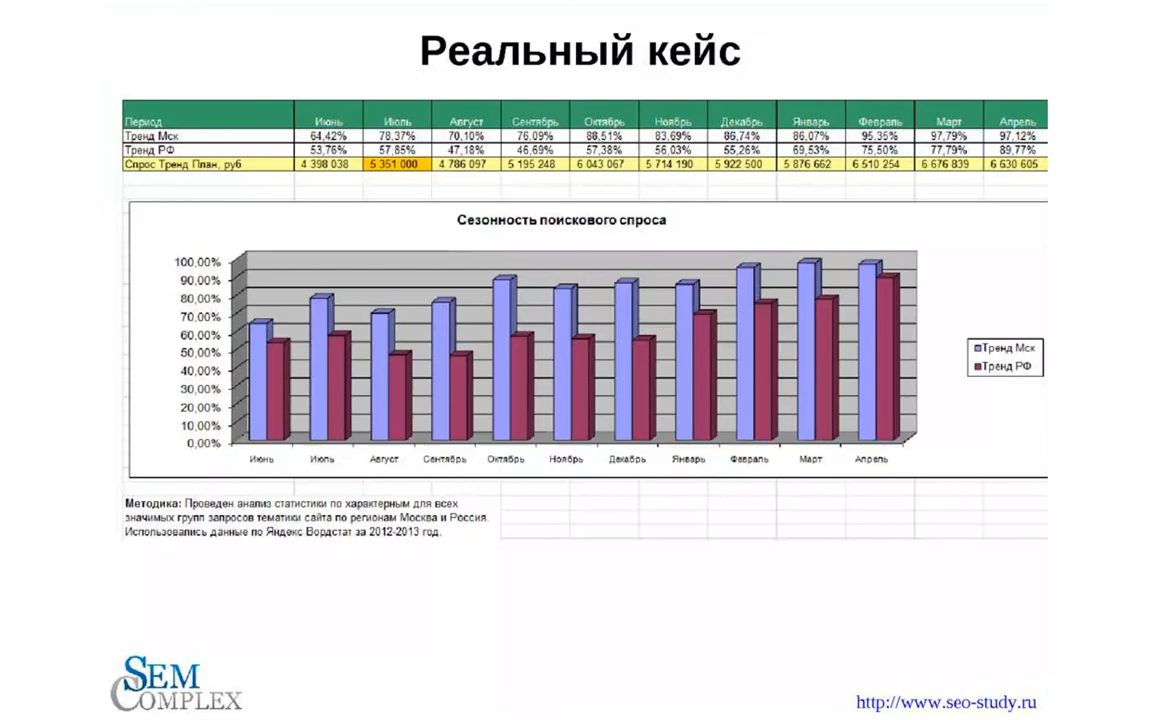 Реальный кейс
Период Июнь Июль Август Сентябрь Октябрь Ноябрь Декабрь Январь Февраль Март Апрель
Тренд Мск 64,42% 78,37% 70,10% 76,09% 88,51% 83,69% 86,74% 86,07% 95,35% 97,79% 97,12%
Тренд РФ 53,76% 57,85% 47,18% 46,69% 57,38% 56,03% 55,26% 69,53% 75,50% 77,79% 89,77%
Спрос Тренд Плпан, руб 4 398 038 5 351 000 4 786 097 5 195 248 6 043 067 5 714 190 5 922 500 5 876 662 6 510 254 6 676 839 6 630 605
Сезонность поискового спроса
100,00%
90,00%
80,00%
70,00%
60,00%
50,00%
40,00%
30,00%
20,00%
10,00%
0,00%
Тренд Мск
Тренд РФ
Июнь Июль Август Сентябрь Октябрь Ноябрь Декабрь Январь Февраль Март Апрель
Методика: Проведен анализ статистики по характерным для всех
значимых групп запросов тематики сайта по регионам Москва и Россия.
Использовались данные по Яндекс Вордстат за 2012-2013 год.
SEM
COMPLEX
http://www.seo-study.ru